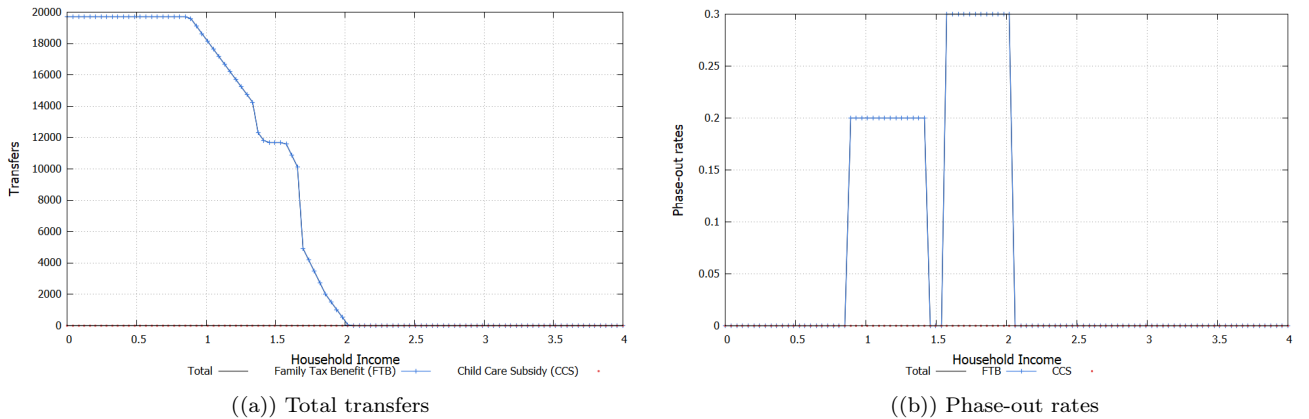 20000
18000
16000
14000
12000
10000
8000
6000
4000
2000
0
Transfers
0 0.5 1 1.5 2 2.5 3 3.5 4
Household Income
Total Family Tax Benefit (FTB) Child Care Subsidy (CCS)
((a)) Total transfers
0.3
0.25
0.2
0.15
0.1
0.05
0
Phase-out rates
0 0.5 1 1.5 2 2.5 3 3.5 4
Household Income
Total FTB CCS
((b)) Phase-out rates